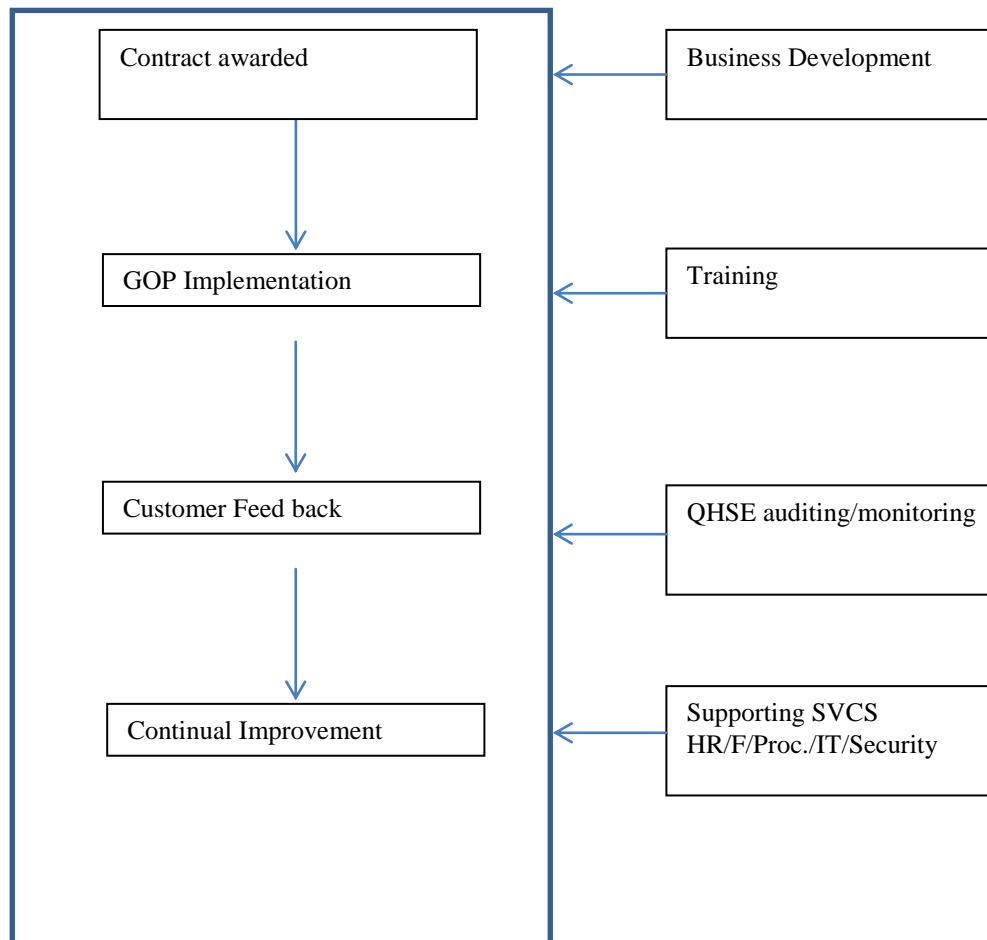 Contract awarded
Business Development
GOP Implementation
Training
Customer Feed back
QHSE auditing/monitoring
Continual Improvement
Supporting SVCS
HR/F/Proc./IT/Security